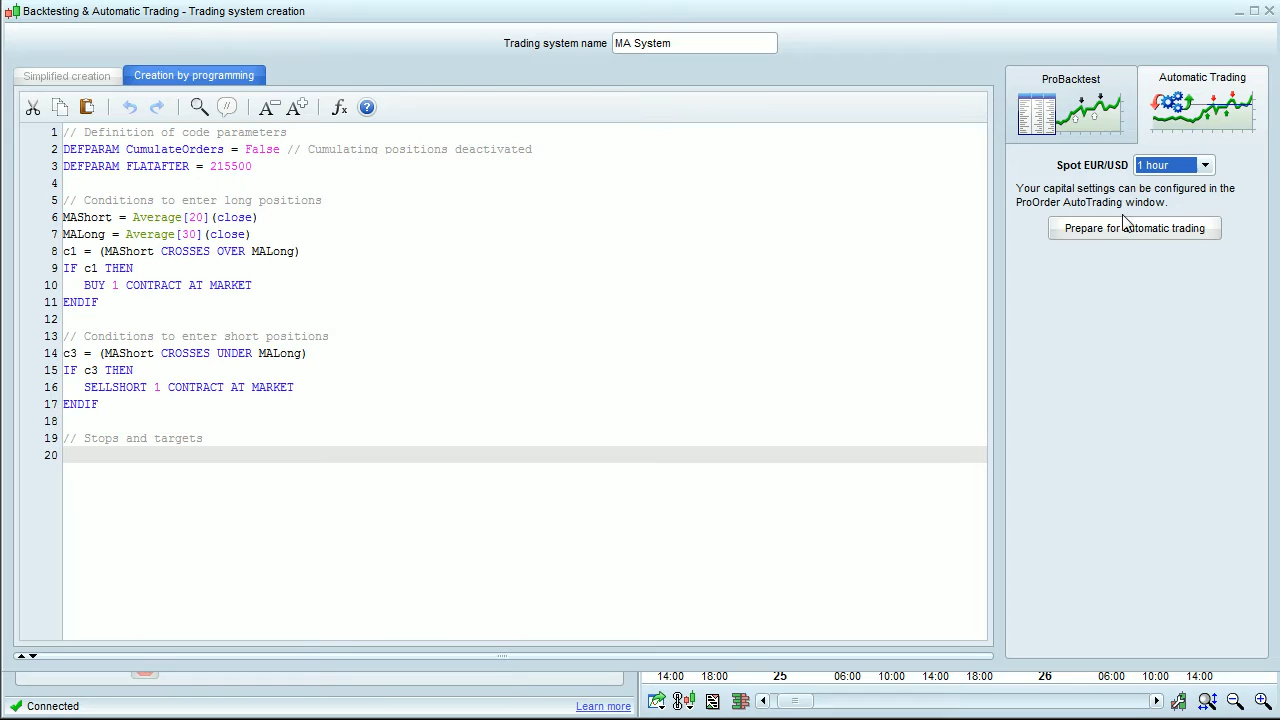 Backtesting & Automatic Trading - Trading system creation
Trading system name MA System
Simplified creation
Creation by programming
ProBacktest
Automatic Trading
Spot EUR/USD 1 hour
Your capital settings can be configured in the
ProOrder AutoTrading window.
Prepare for automatic trading
1 // Definition of code parameters
2 DEFPARAM CumulateOrders = False // Cumulating positions deactivated
3 DEFPARAM FLATAFTER = 215500
4
5 // Conditions to enter long positions
6 MAShort = Average[20](close)
7 MALong = Average[30](close)
8 c1 = (MAShort CROSSES OVER MALong)
9 IF c1 THEN
10 BUY 1 CONTRACT AT MARKET
11 ENDIF
12
13 // Conditions to enter short positions
14 c3 = (MAShort CROSSES UNDER MALong)
15 IF c3 THEN
16 SELLSHORT 1 CONTRACT AT MARKET
17 ENDIF
18
19 // Stops and targets
20
14:00 18:00 25 06:00 10:00 14:00 18:00 26 06:00 10:00 14:00
Connected
Learn more